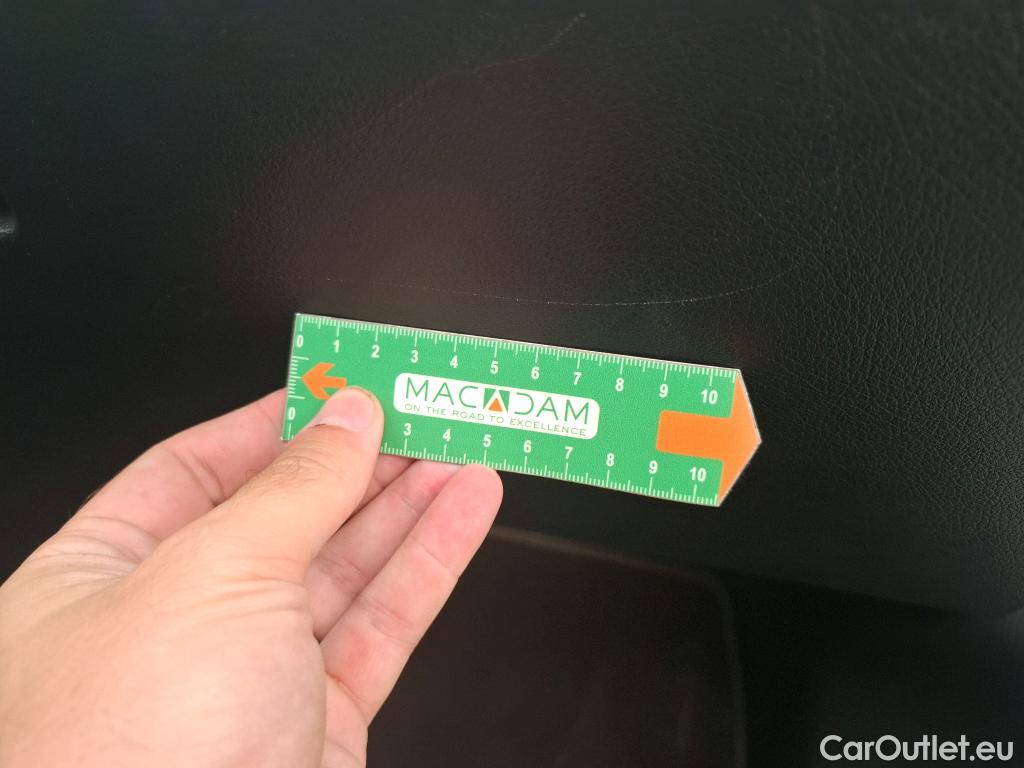 0 1 2 3 4 5 6 7 8 9 10
MACADAM
ON THE ROAD TO EXCELLENCE
0 3 4 5 6 7 8 9 10
CarOutlet.eu